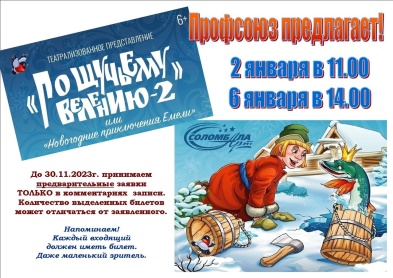 6+
Профсоюз предлагает!
ТЕАТРАЛИЗОВАННОЕ ПРЕДСТАВЛЕНИЕ
«По щучьему
велению-2»
или
«Новогодние приключения Емели»
2 января в 11.00
6 января в 14.00
СОЛОМБАЛА
АРТ
До 30.11.2023г. принимаем
предварительные заявки
ТОЛЬКО в комментариях записи.
Количество выделенных билетов
может отличаться от заявленного.
Напоминаем!
Каждый входящий
должен иметь билет.
Даже маленький зритель.